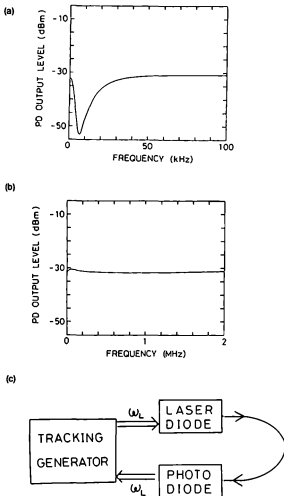 (a)
PD OUTPUT LEVEL (dBm)
-10
-30
-50
0
50
100
FREQUENCY (kHz)
(b)
PD OUTPUT LEVEL (dBm)
-10
-30
-50
0
1
2
FREQUENCY (MHz)
(c)
TRACKING
GENERATOR
ωL
LASER
DIODE
PHOTO
DIODE
ωL